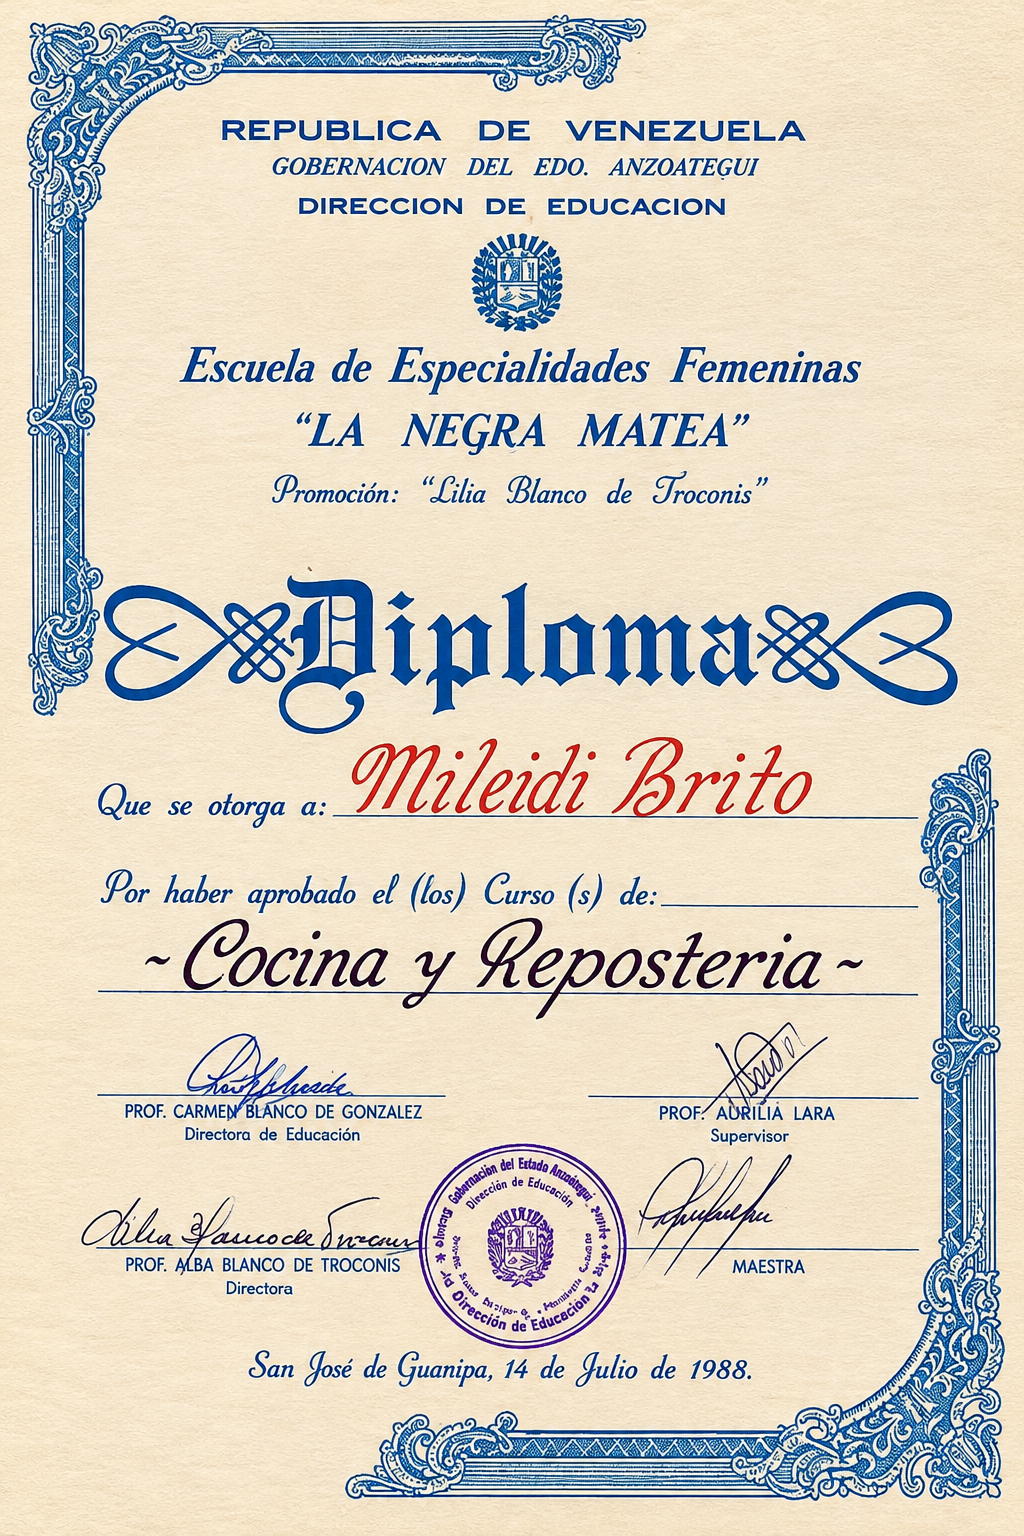 REPUBLICA DE VENEZUELA
GOBERNACION DEL EDO. ANZOATEGUI
DIRECCION DE EDUCACION
Escuela de Especialidades Femeninas
“LA NEGRA MATEA”
Promoción: “Lilia Blanco de Troconis”
Diploma
Que se otorga a: Mileidi Brito
Por haber aprobado el (los) Curso (s) de:
~ Cocina y Reposteria ~
PROF. CARMEN BLANCO DE GONZALEZ
Directora de Educación
PROF. AURILIA LARA
Supervisor
Gobernación del Estado Anzoátegui
Dirección de Educación
Dirección de Educación
PROF. ALBA BLANCO DE TROCONIS
Directora
MAESTRA
San José de Guanipa, 14 de Julio de 1988.